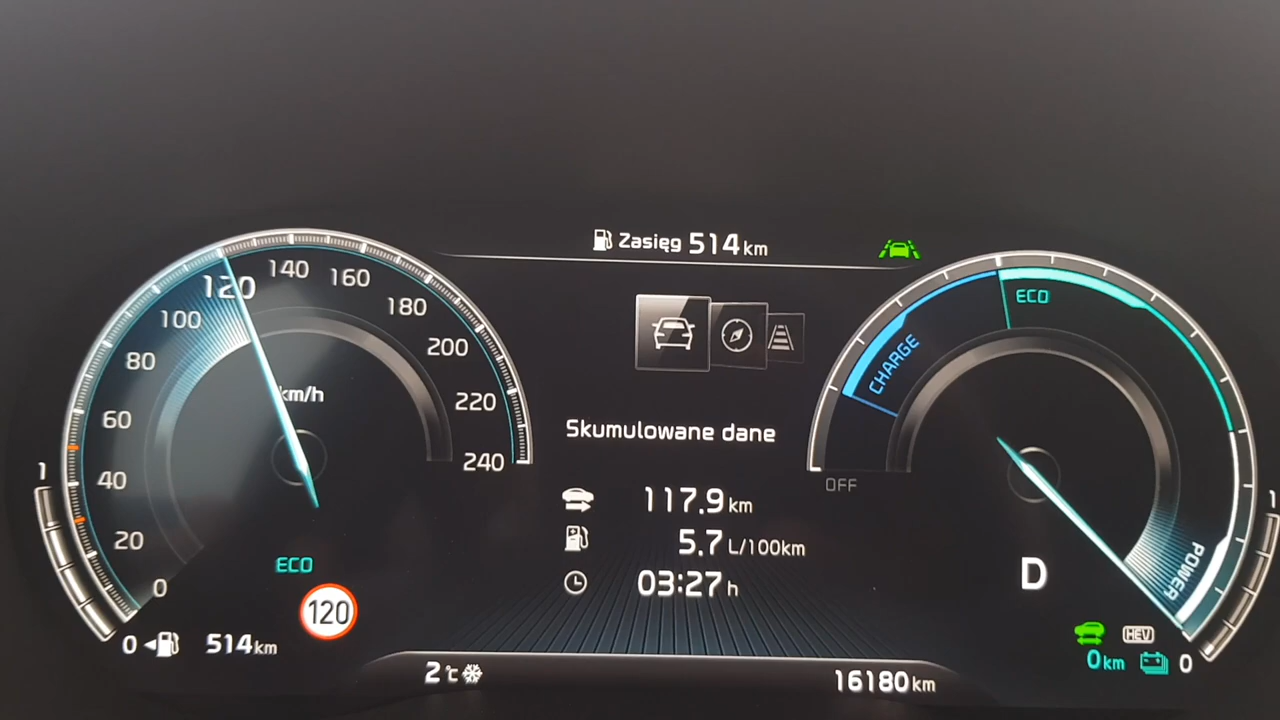 Zasięg 514 km
140
160
120
180
100
200
80
220
km/h
60
240
40
1
20
0
ECO
120
0
514 km
2°C
Skumulowane dane
117.9 km
5.7 L/100km
03:27 h
16180 km
ECO
CHARGE
OFF
POWER
1
D
HEV
0 km
0